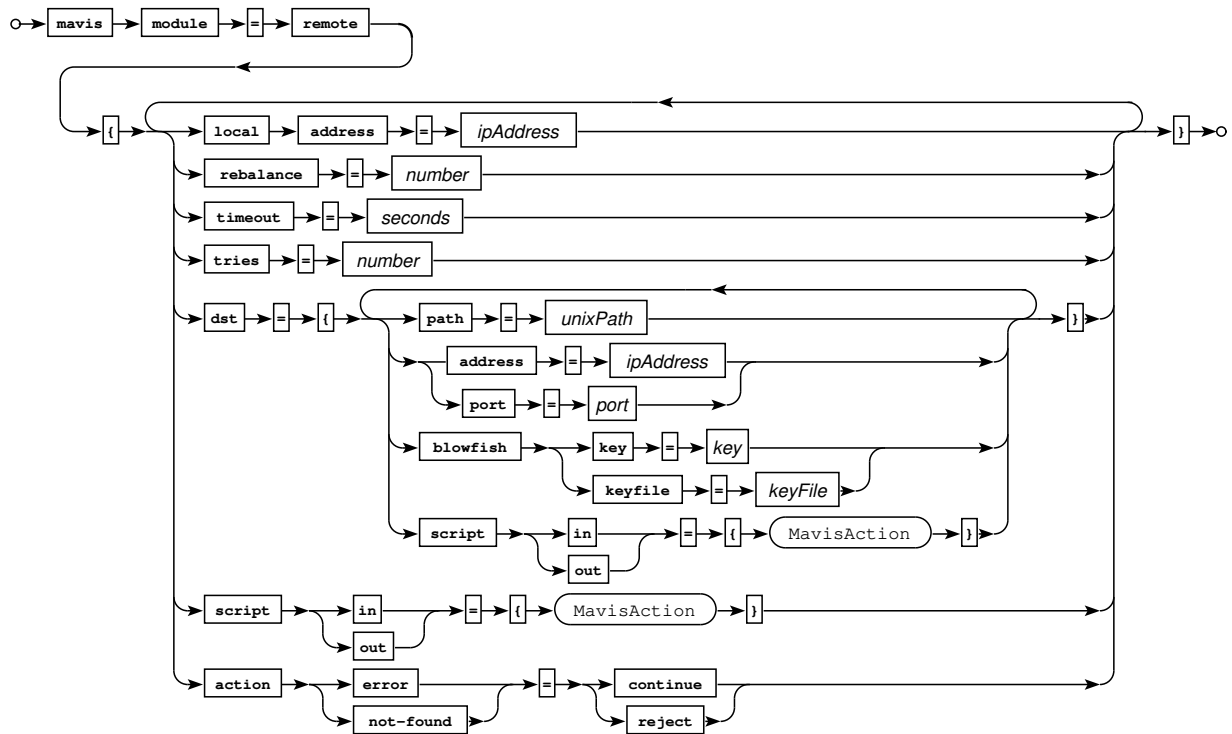 mavis module = remote
{ local address = ipAddress }
rebalance = number
timeout = seconds
tries = number
dst = { path = unixPath }
address = ipAddress
port = port
blowfish key = key
keyfile = keyFile
script in = { MavisAction }
out
script in = { MavisAction }
out
action error = continue
not-found reject